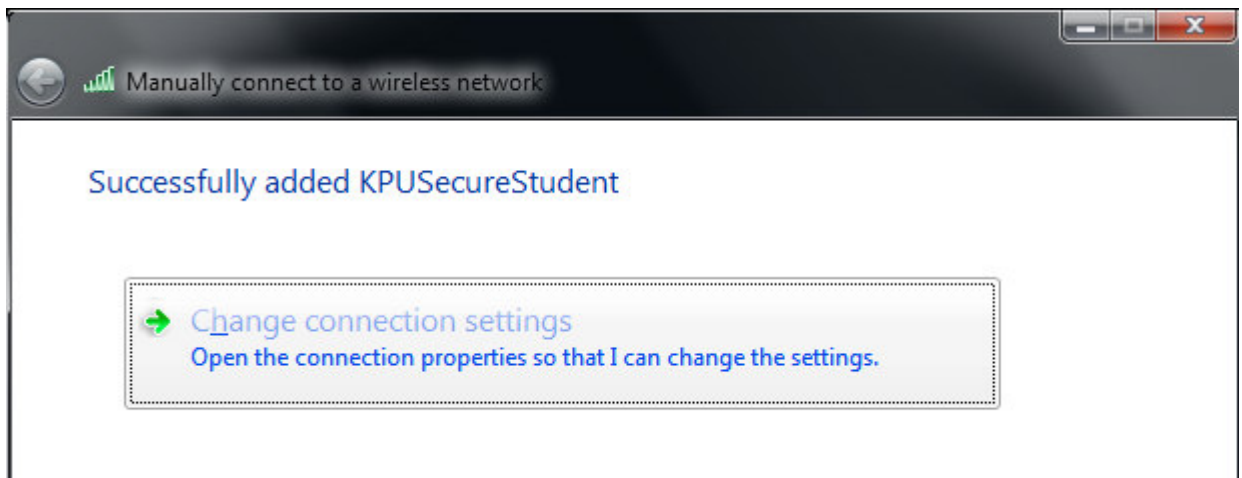 Manually connect to a wireless network
Successfully added KPUSecureStudent
Change connection settings
Open the connection properties so that I can change the settings.